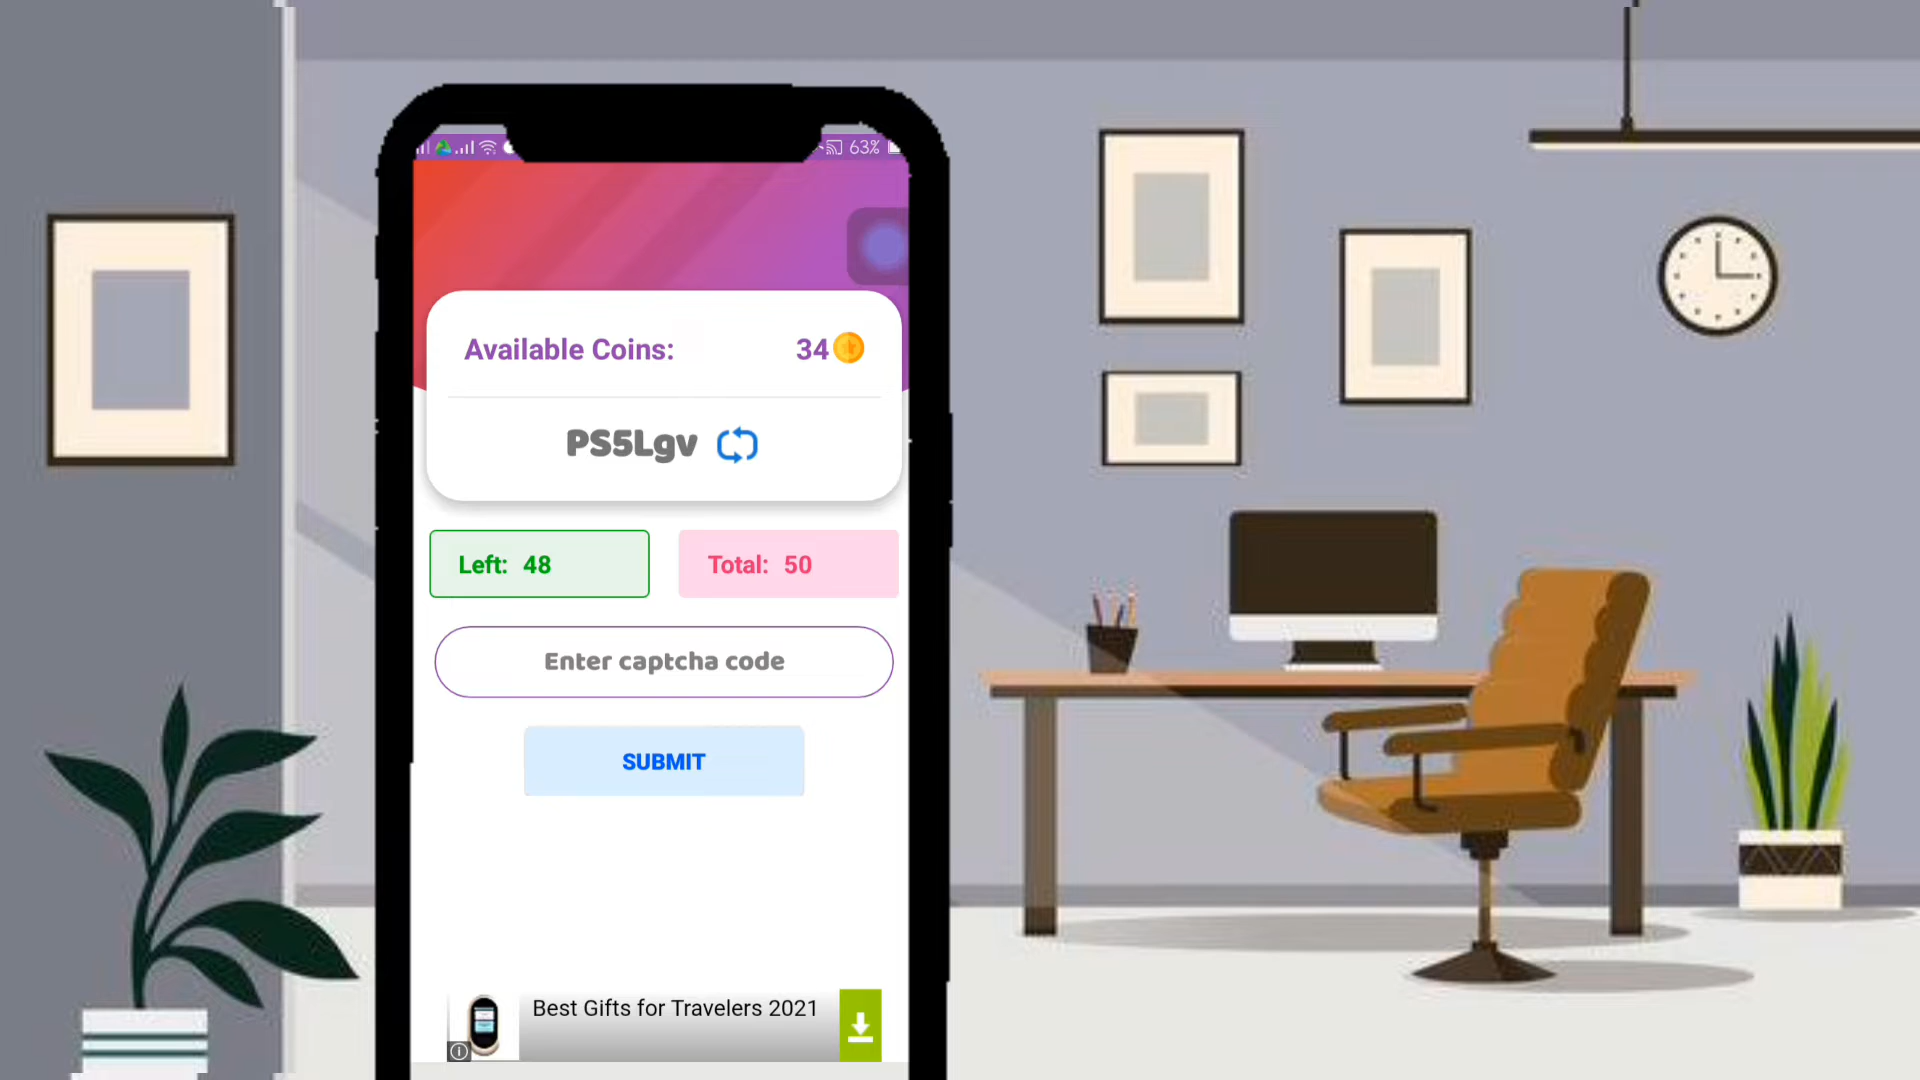 63%
Available Coins: 34
PS5Lgv
Left: 48
Total: 50
Enter captcha code
SUBMIT
Best Gifts for Travelers 2021